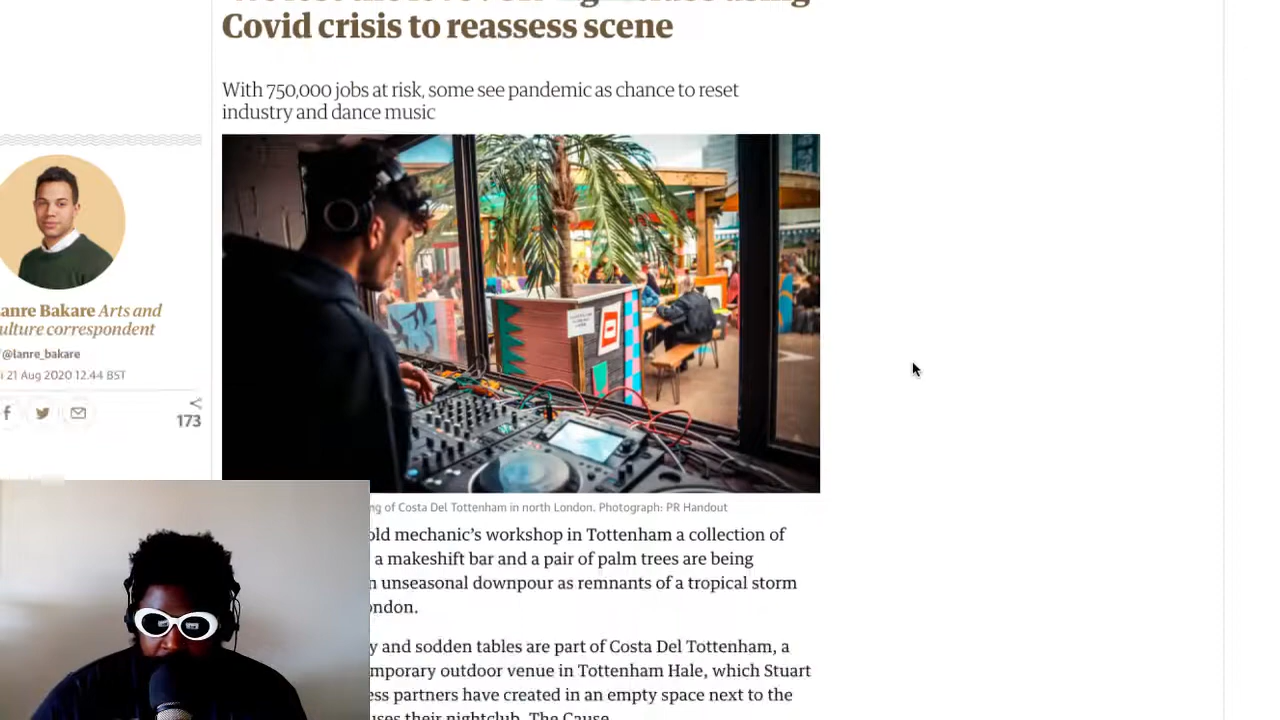 Covid crisis to reassess scene
With 750,000 jobs at risk, some see pandemic as chance to reset
industry and dance music
anre Bakare Arts and
ulture correspondent
@lanre_bakare
i 21 Aug 2020 12.44 BST
173
ng of Costa Del Tottenham in north London. Photograph: PR Handout
old mechanic's workshop in Tottenham a collection of
a makeshift bar and a pair of palm trees are being
n unseasonal downpour as remnants of a tropical storm
ondon.
y and sodden tables are part of Costa Del Tottenham, a
mporary outdoor venue in Tottenham Hale, which Stuart
ess partners have created in an empty space next to the
uses their nightclub, The Cause.